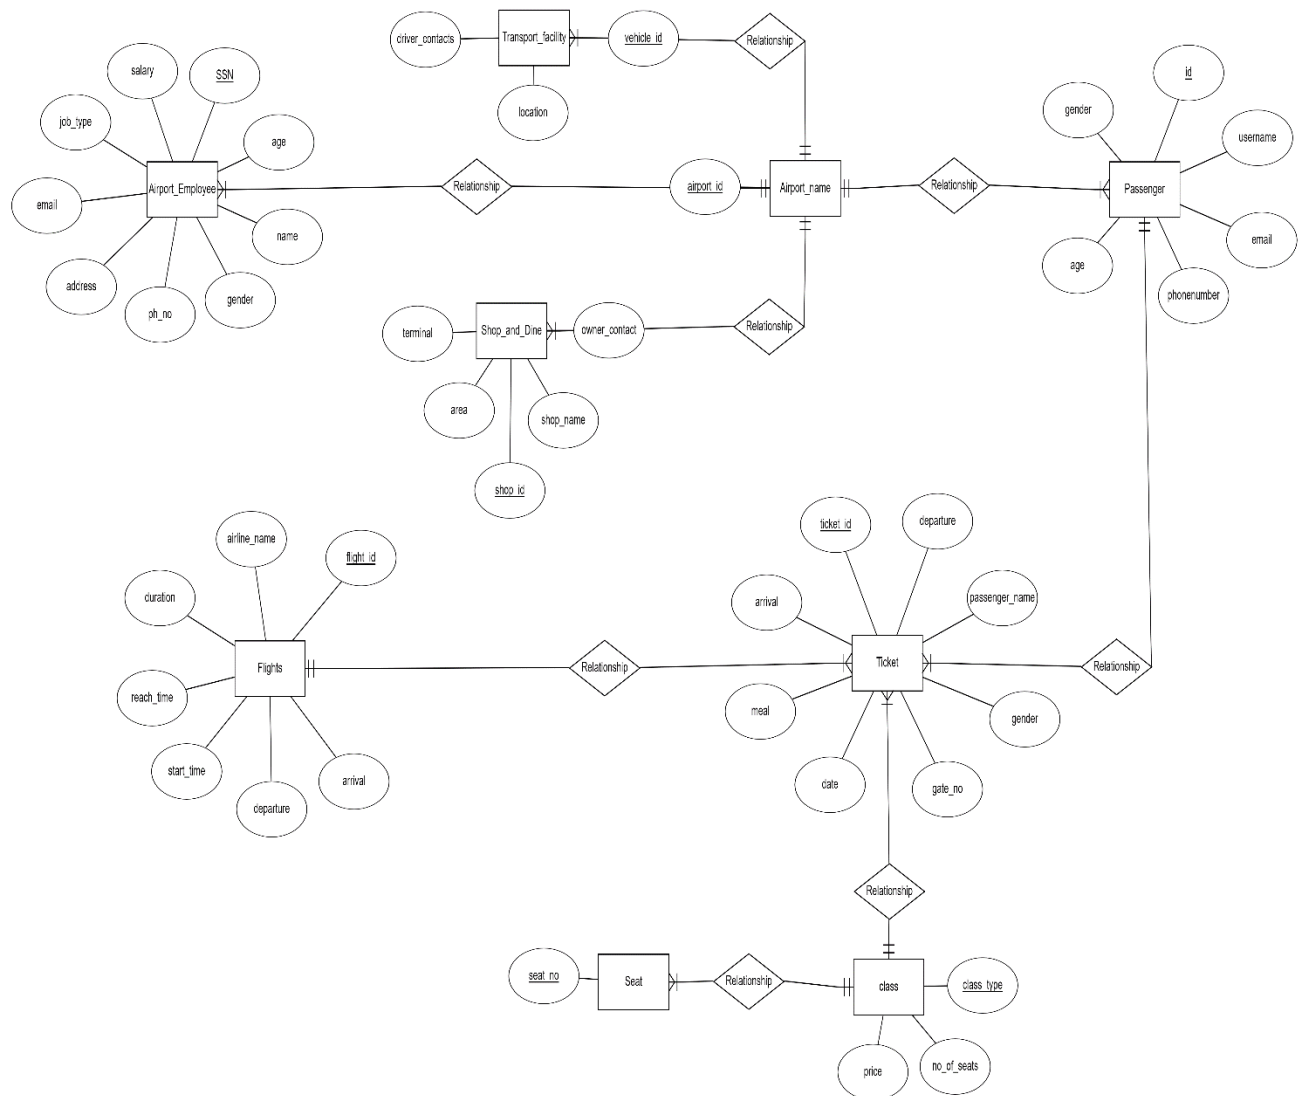 driver_contacts
Transport_facility
vehicle_id
Relationship
location
salary
SSN
job_type
age
Airport_Employee
email
name
address
gender
ph_no
Relationship
airport_id
Airport_name
Relationship
gender
id
username
Passenger
email
age
phonenumber
terminal
Shop_and_Dine
owner_contact
Relationship
area
shop_name
shop_id
airline_name
flight_id
duration
Flights
reach_time
start_time
departure
arrival
Relationship
ticket_id
departure
arrival
passenger_name
Ticket
Relationship
meal
gender
date
gate_no
Relationship
seat_no
Seat
Relationship
class
class_type
price
no_of_seats